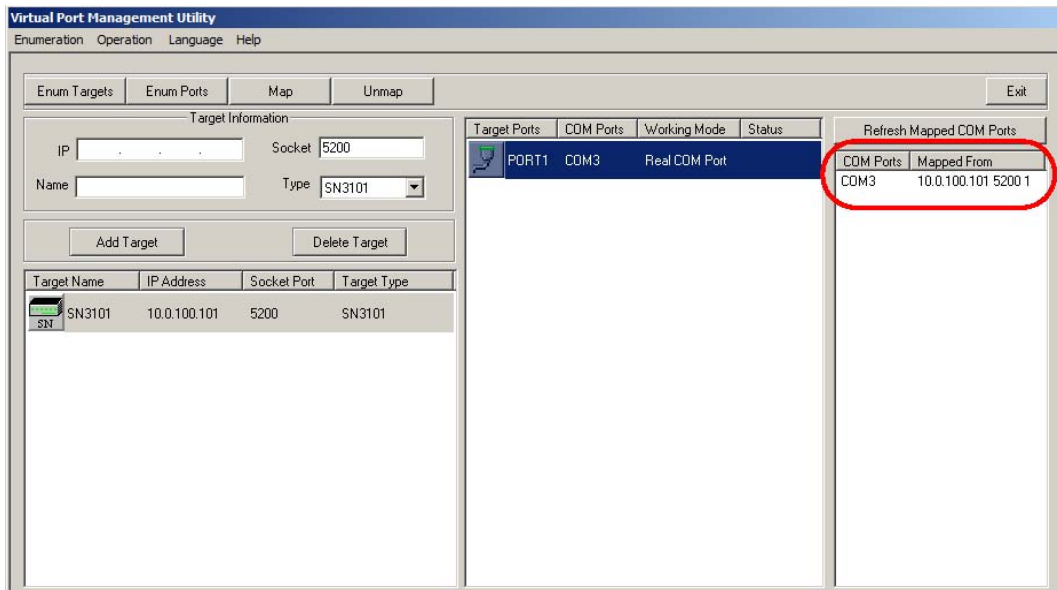 Virtual Port Management Utility
Enumeration Operation Language Help
Enum Targets Enum Ports Map Unmap Exit
Target Information
IP . . . Socket 5200
Name Type SN3101
Add Target Delete Target
Target Name IP Address Socket Port Target Type
SN SN3101 10.0.100.101 5200 SN3101
Target Ports COM Ports Working Mode Status
PORT1 COM3 Real COM Port
Refresh Mapped COM Ports
COM Ports Mapped From
COM3 10.0.100.101 5200 1